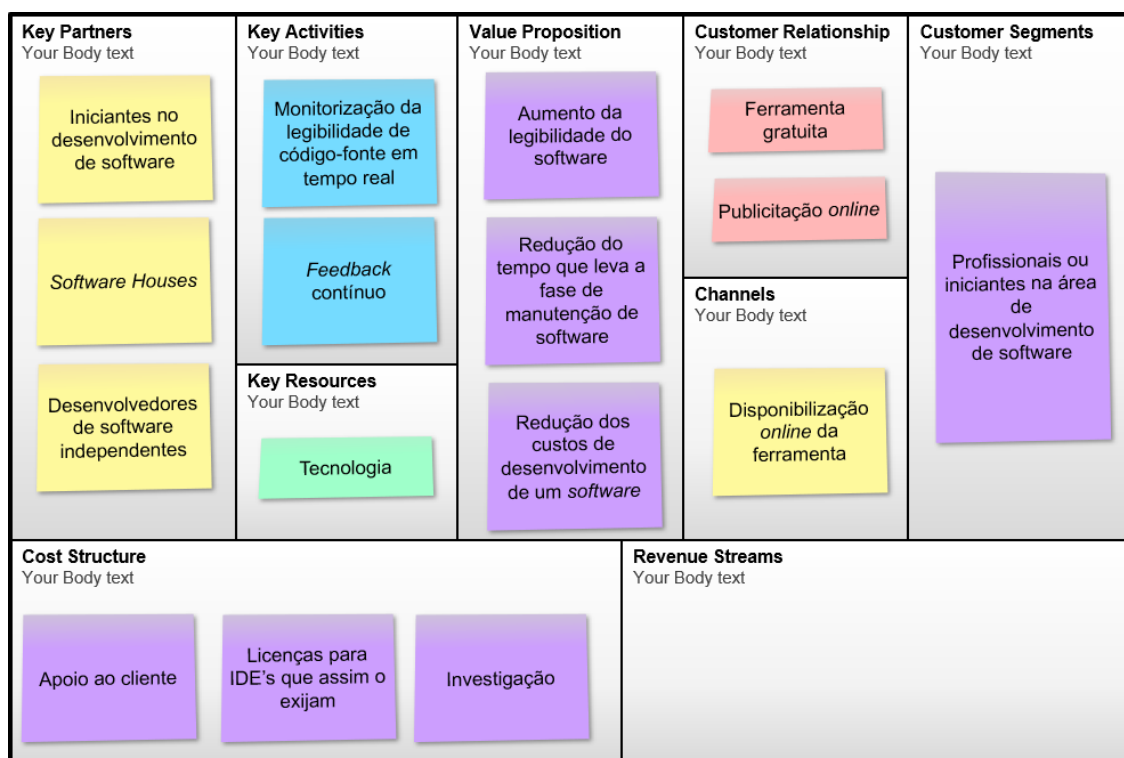 Key Partners
Your Body text
Iniciantes no
desenvolvimento
de software
Software Houses
Desenvolvedores
de software
independentes
Key Activities
Your Body text
Monitorização da
legibilidade de
código-fonte em
tempo real
Feedback
contínuo
Key Resources
Your Body text
Tecnologia
Value Proposition
Your Body text
Aumento da
legibilidade do
software
Redução do
tempo que leva a
fase de
manutenção de
software
Redução dos
custos de
desenvolvimento
de um software
Customer Relationship
Your Body text
Ferramenta
gratuita
Publicitação online
Channels
Your Body text
Disponibilização
online da
ferramenta
Customer Segments
Your Body text
Profissionais ou
iniciantes na área
de
desenvolvimento
de software
Cost Structure
Your Body text
Apoio ao cliente
Licenças para
IDE's que assim o
exijam
Investigação
Revenue Streams
Your Body text